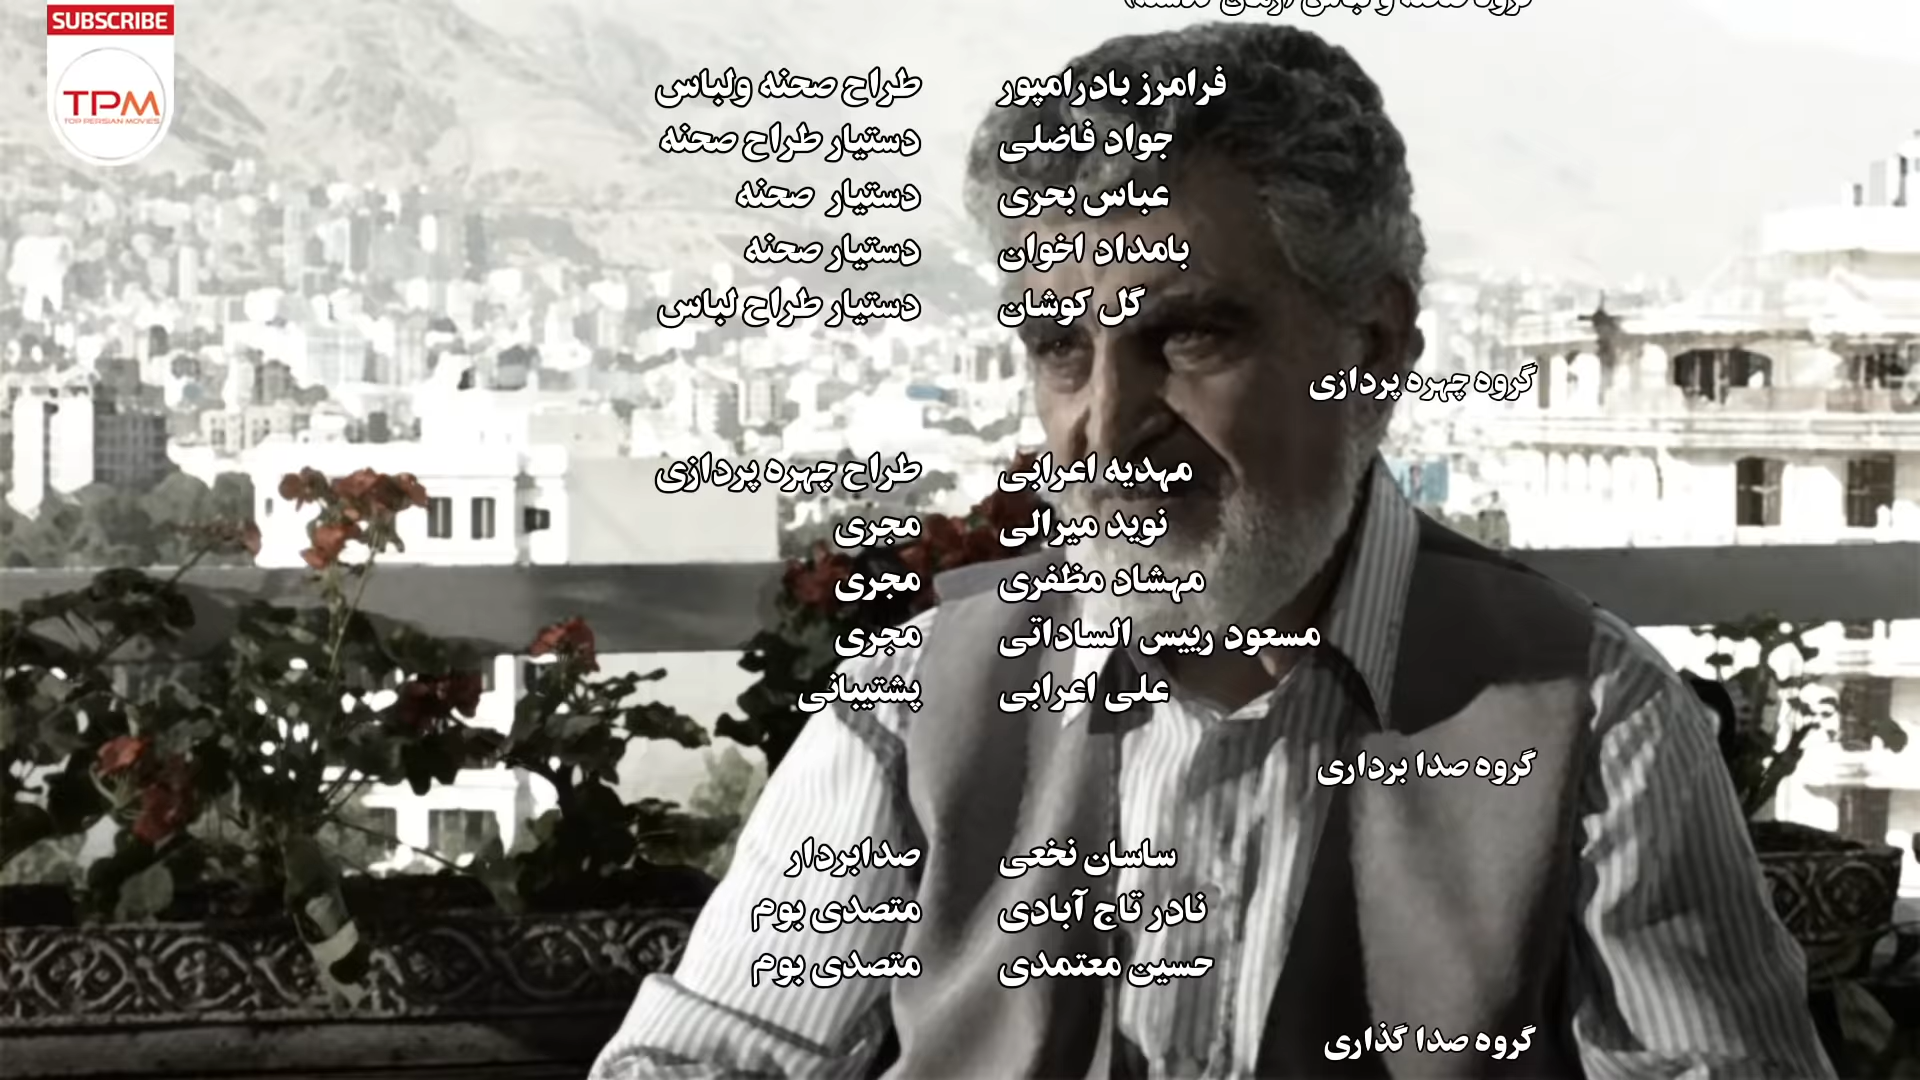 SUBSCRIBE
TPM
TOP PERSIAN MOVIES
گروه صحنه و لباس
طراح صحنه ولباس فرامرز بادرامپور
دستیار طراح صحنه جواد فاضلی
دستیار صحنه عباس بحری
دستیار صحنه بامداد اخوان
دستیار طراح لباس گل کوشان
گروه چهره پردازی
طراح چهره پردازی مهدیه اعرابی
مجری نوید میرالی
مجری مهشاد مظفری
مجری مسعود رییس الساداتی
پشتیبانی علی اعرابی
گروه صدا برداری
صدابردار ساسان نخعی
متصدی بوم نادر تاج آبادی
متصدی بوم حسین معتمدی
گروه صدا گذاری